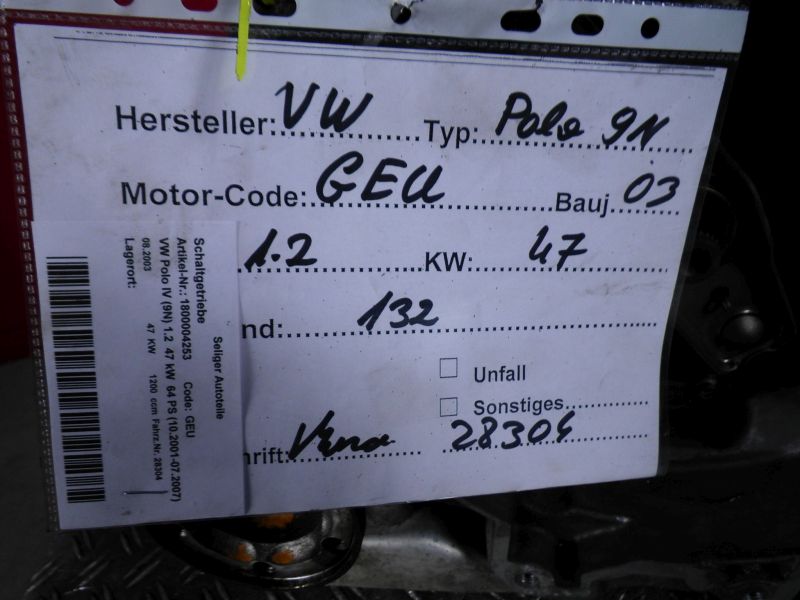 Hersteller: VW Typ: Polo 9N
Motor-Code: GEU Bauj 03
1.2 KW: 47
nd: 132
Unfall
Sonstiges
hrift: 28304
Seliger Autoteile
Schaltgetriebe
Artikel-Nr.: 1800004253 Code: GEU
VW Polo IV (9N) 1.2 47 kW 64 PS (10.2001-07.2007)
08.2003 47 KW 1200 ccm Fahrz.Nr. 28304
Lagerort: